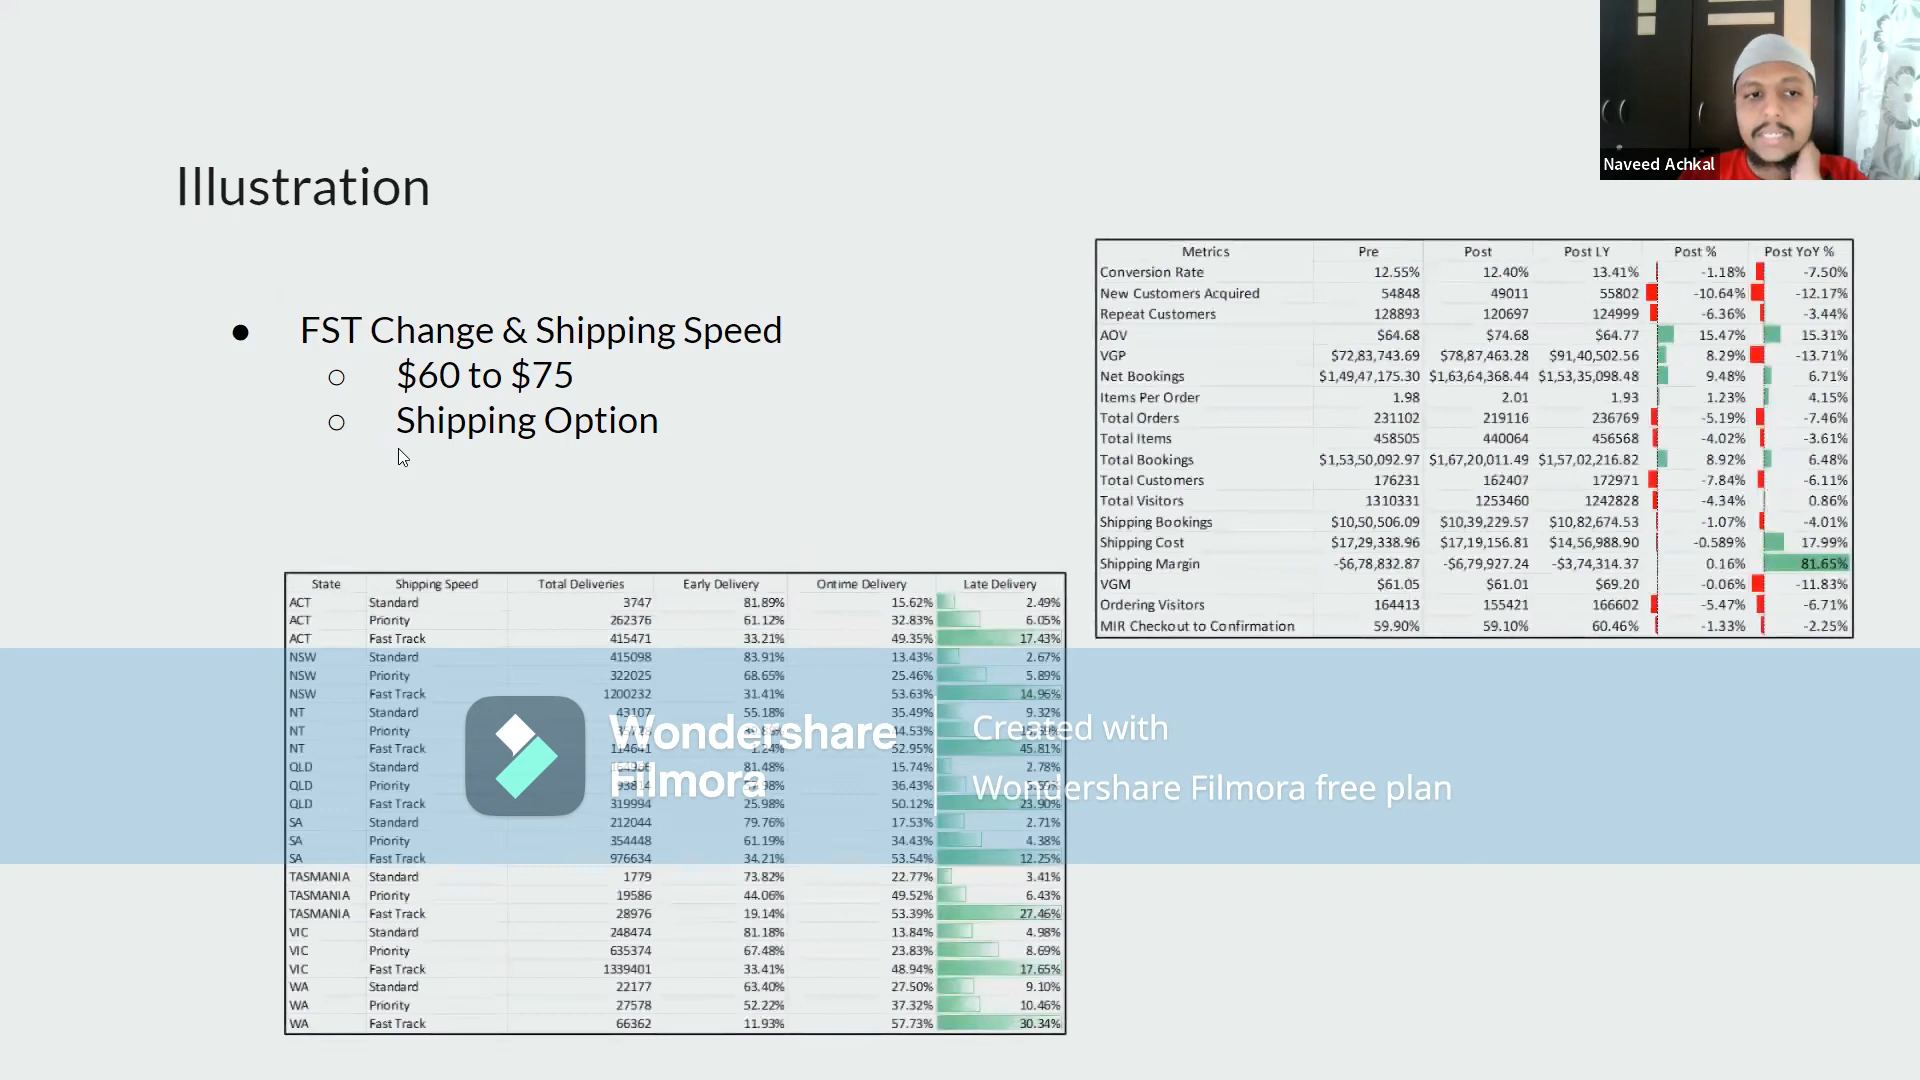 Naveed Achkal
Illustration
● FST Change & Shipping Speed
○ $60 to $75
○ Shipping Option
Metrics Pre Post Post LY Post % Post YoY %
Conversion Rate 12.55% 12.40% 13.41% -1.18% -7.50%
New Customers Acquired 54848 49011 55802 -10.64% -12.17%
Repeat Customers 128893 120697 124999 -6.36% -3.44%
AOV $64.68 $74.68 $64.77 15.47% 15.31%
VGP $72,83,743.69 $78,87,463.28 $91,40,502.56 8.29% -13.71%
Net Bookings $1,49,47,175.30 $1,63,64,368.44 $1,53,35,098.48 9.48% 6.71%
Items Per Order 1.98 2.01 1.93 1.23% 4.15%
Total Orders 231102 219116 236769 -5.19% -7.46%
Total Items 458505 440064 456568 -4.02% -3.61%
Total Bookings $1,53,50,092.97 $1,67,20,011.49 $1,57,02,216.82 8.92% 6.48%
Total Customers 176231 162407 172971 -7.84% -6.11%
Total Visitors 1310331 1253460 1242828 -4.34% 0.86%
Shipping Bookings $10,50,506.09 $10,39,229.57 $10,82,674.53 -1.07% -4.01%
Shipping Cost $17,29,338.96 $17,19,156.81 $14,56,988.90 -0.589% 17.99%
Shipping Margin -$6,78,832.87 -$6,79,927.24 -$3,74,314.37 0.16% 81.65%
VGM $61.05 $61.01 $69.20 -0.06% -11.83%
Ordering Visitors 164413 155421 166602 -5.47% -6.71%
MIR Checkout to Confirmation 59.90% 59.10% 60.46% -1.33% -2.25%
State Shipping Speed Total Deliveries Early Delivery Ontime Delivery Late Delivery
ACT Standard 3747 81.89% 15.62% 2.49%
ACT Priority 262376 61.12% 32.83% 6.05%
ACT Fast Track 415471 33.21% 49.35% 17.43%
NSW Standard 415098 83.91% 13.43% 2.67%
NSW Priority 322025 68.65% 25.46% 5.89%
NSW Fast Track 1200232 31.41% 53.63% 14.96%
NT Standard 43107 55.18% 35.49% 9.32%
NT Priority 44.53%
NT Fast Track 114641 1.24% 52.95% 45.81%
QLD Standard 81.48% 15.74% 2.78%
QLD Priority 36.43%
QLD Fast Track 319994 25.98% 50.12% 23.90%
SA Standard 212044 79.76% 17.53% 2.71%
SA Priority 354448 61.19% 34.43% 4.38%
SA Fast Track 976634 34.21% 53.54% 12.25%
TASMANIA Standard 1779 73.82% 22.77% 3.41%
TASMANIA Priority 19586 44.06% 49.52% 6.43%
TASMANIA Fast Track 28976 19.14% 53.39% 27.46%
VIC Standard 248474 81.18% 13.84% 4.98%
VIC Priority 635374 67.48% 23.83% 8.69%
VIC Fast Track 1339401 33.41% 48.94% 17.65%
WA Standard 22177 63.40% 27.50% 9.10%
WA Priority 27578 52.22% 37.32% 10.46%
WA Fast Track 66362 11.93% 57.73% 30.34%
Wondershare
Filmora
Created with
Wondershare Filmora free plan